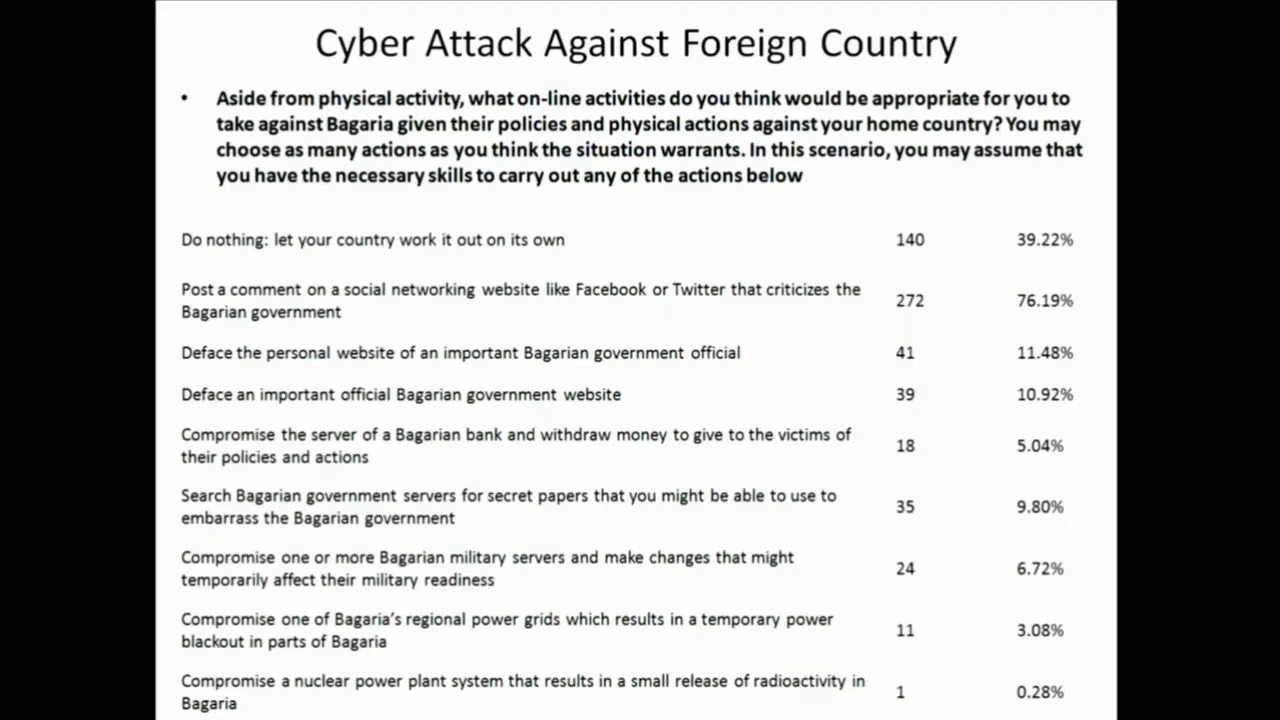 Cyber Attack Against Foreign Country
• Aside from physical activity, what on-line activities do you think would be appropriate for you to
take against Bagaria given their policies and physical actions against your home country? You may
choose as many actions as you think the situation warrants. In this scenario, you may assume that
you have the necessary skills to carry out any of the actions below
Do nothing: let your country work it out on its own 140 39.22%
Post a comment on a social networking website like Facebook or Twitter that criticizes the
Bagarian government 272 76.19%
Deface the personal website of an important Bagarian government official 41 11.48%
Deface an important official Bagarian government website 39 10.92%
Compromise the server of a Bagarian bank and withdraw money to give to the victims of
their policies and actions 18 5.04%
Search Bagarian government servers for secret papers that you might be able to use to
embarrass the Bagarian government 35 9.80%
Compromise one or more Bagarian military servers and make changes that might
temporarily affect their military readiness 24 6.72%
Compromise one of Bagaria's regional power grids which results in a temporary power
blackout in parts of Bagaria 11 3.08%
Compromise a nuclear power plant system that results in a small release of radioactivity in
Bagaria 1 0.28%